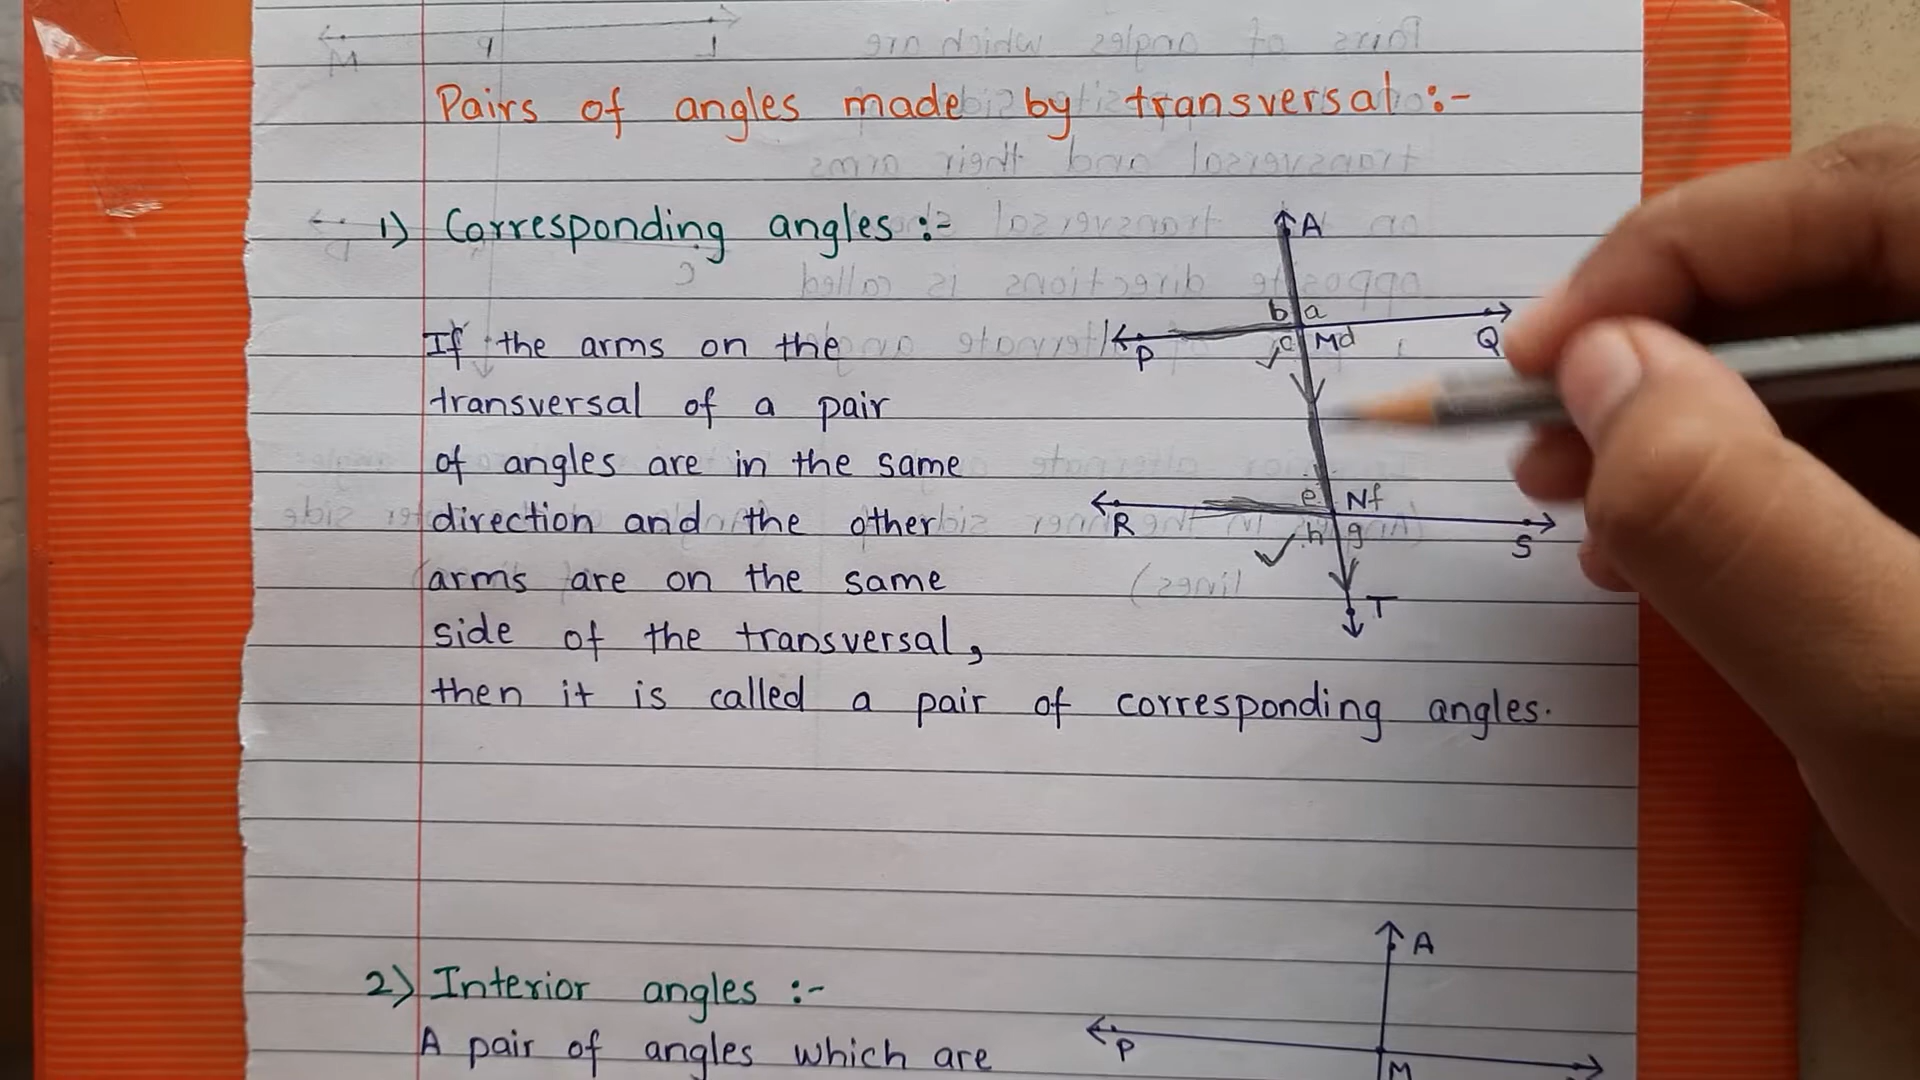 Pairs of angles made by transversal:-
1) Corresponding angles :-
If the arms on the
transversal of a pair
of angles are in the same
direction and the other
arms are on the same
side of the transversal,
then it is called a pair of corresponding angles.
A
b a
P c Md Q
R e Nf S
h g
T
2) Interior angles :-
A pair of angles which are
A
P
M